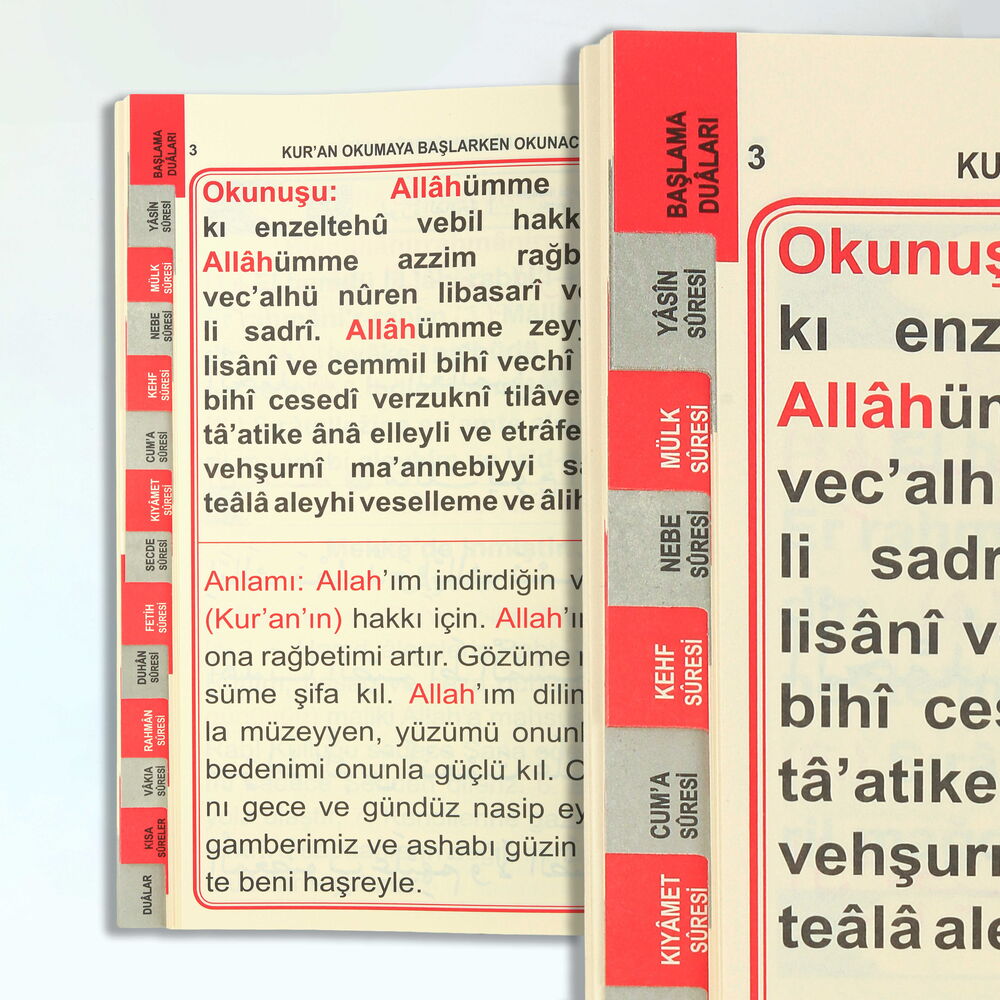 BAŞLAMA
DUÂLARI
YÂSÎN
SÛRESİ
MÜLK
SÛRESİ
NEBE
SÛRESİ
KEHF
SÛRESİ
CUM'A
SÛRESİ
KIYÂMET
SÛRESİ
SECDE
SÛRESİ
FETİH
SÛRESİ
DUHÂN
SÛRESİ
RAHMÂN
SÛRESİ
VÂKIA
SÛRESİ
KISA
SÛRELER
DUÂLAR
3
KUR'AN OKUMAYA BAŞLARKEN OKUNAC
Okunuşu: Allâhümme
kı enzeltehû vebil hakk
Allâhümme azzim rağb
vec'alhü nûren libasarî ve
li sadrî. Allâhümme zeyy
lisânî ve cemmil bihî vechî
bihî cesedî verzuknî tilâve
tâ'atike ânâ elleyli ve etrâfe
vehşurnî ma'annebiyyi sa
teâlâ aleyhi veselleme ve âlih
Anlamı: Allah'ım indirdiğin v
(Kur'an'ın) hakkı için. Allah'ı
ona rağbetimi artır. Gözüme
süme şifa kıl. Allah'ım dilim
la müzeyyen, yüzümü onunl
bedenimi onunla güçlü kıl.
nı gece ve gündüz nasip ey
gamberimiz ve ashabı güzin
te beni haşreyle.
BAŞLAMA
DUÂLARI
YÂSÎN
SÛRESİ
MÜLK
SÛRESİ
NEBE
SÛRESİ
KEHF
SÛRESİ
CUM'A
SÛRESİ
KIYÂMET
SÛRESİ
3
KU
Okunuş
kı enz
Allâhün
vec'alh
li sadr
lisânî v
bihî ces
tâ'atike
vehşurn
teâlâ ale